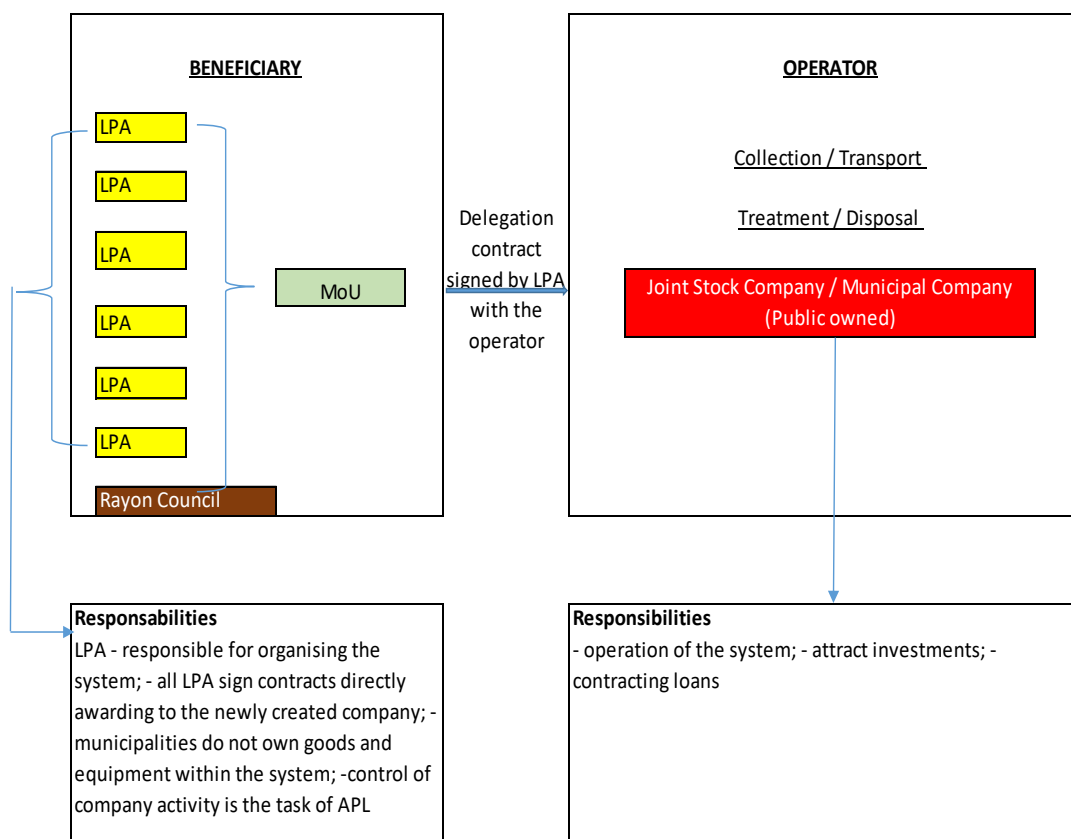 BENEFICIARY
LPA
LPA
LPA
LPA
LPA
LPA
Rayon Council
MoU
Delegation
contract
signed by LPA
with the
operator
OPERATOR
Collection / Transport
Treatment / Disposal
Joint Stock Company / Municipal Company
(Public owned)
Responsabilities
LPA - responsible for organising the
system; - all LPA sign contracts directly
awarding to the newly created company; -
municipalities do not own goods and
equipment within the system; -control of
company activity is the task of APL
Responsibilities
- operation of the system; - attract investments; -
contracting loans